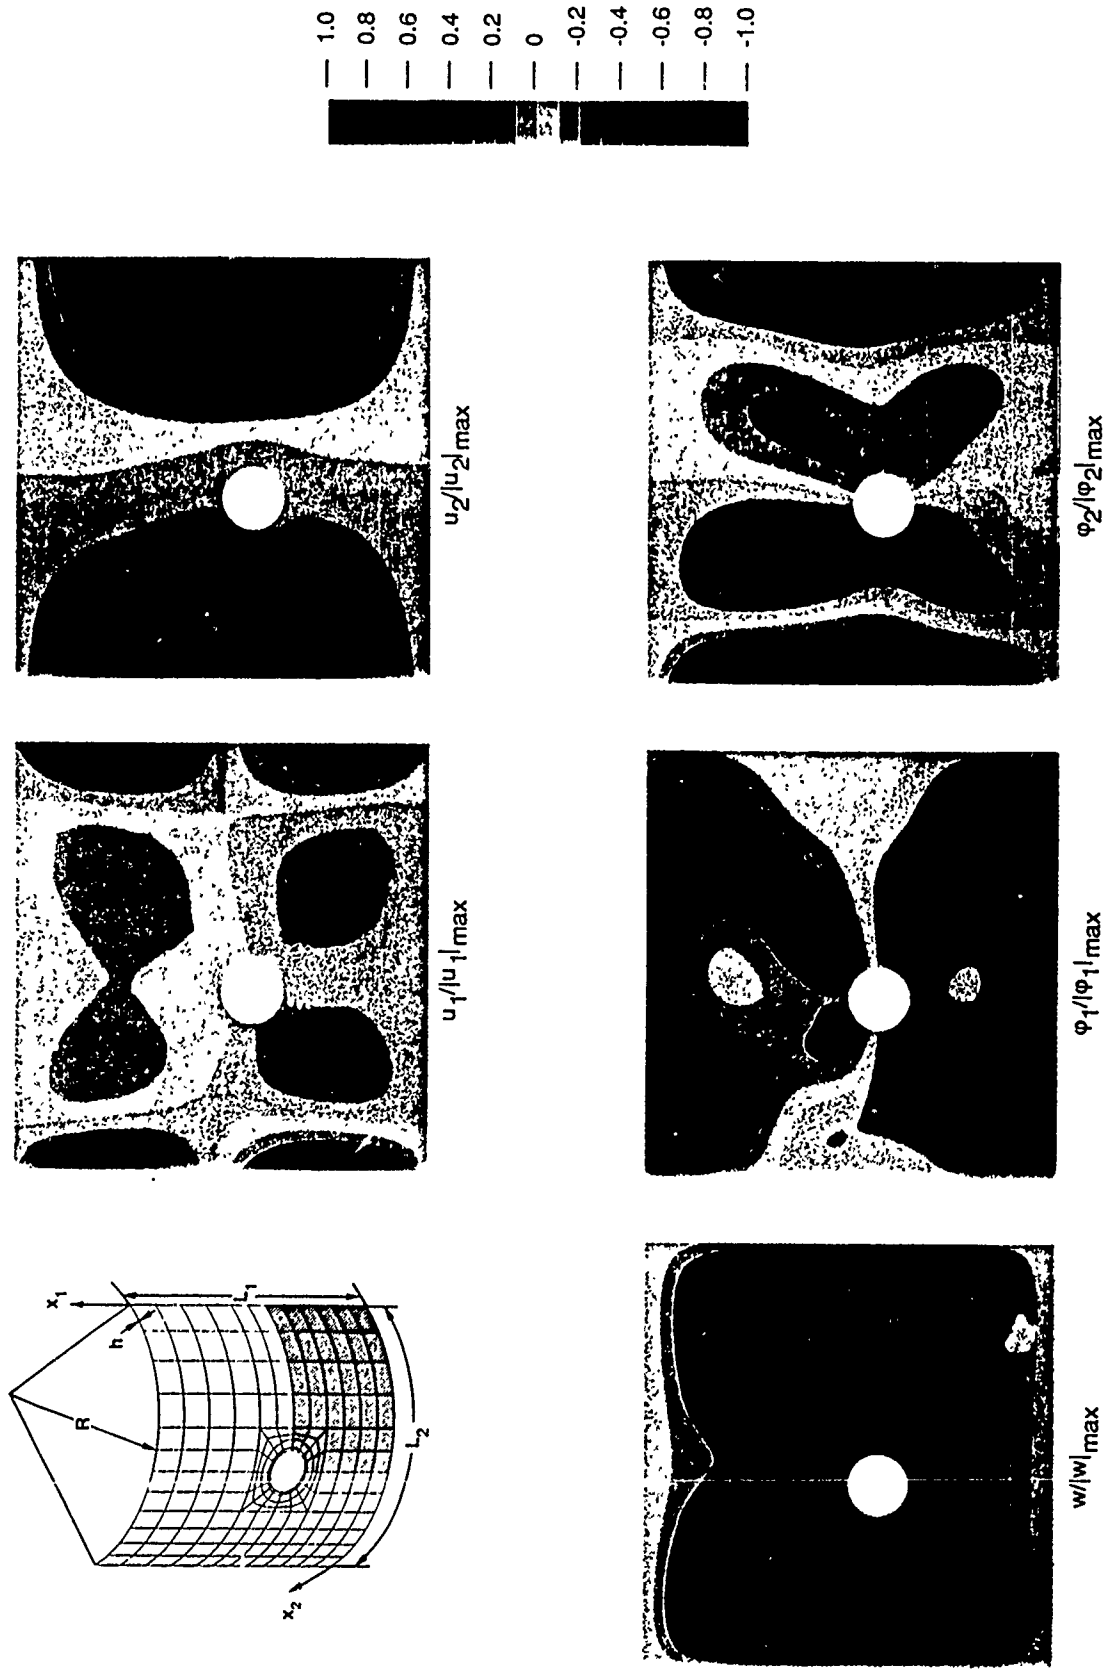 x₁
h
R
L₁
L₂
x₂
u₁/|u₁|max
u₂/|u₂|max
1.0
0.8
0.6
0.4
0.2
0
-0.2
-0.4
-0.6
-0.8
-1.0
w/|w|max
φ₁/|φ₁|max
φ₂/|φ₂|max